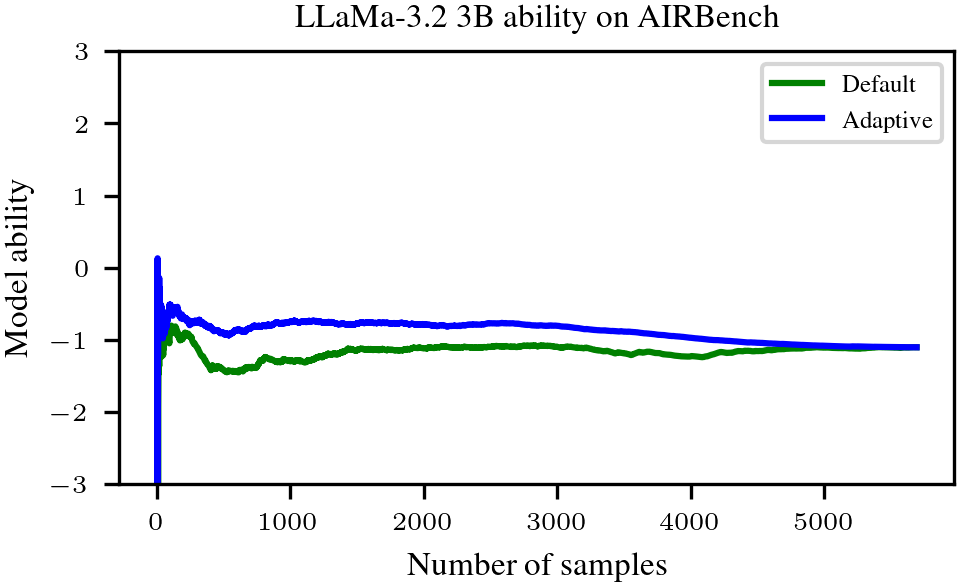 LLaMa-3.2 3B ability on AIRBench
Default
Adaptive
Model ability
3
2
1
0
−1
−2
−3
0
1000
2000
3000
4000
5000
Number of samples